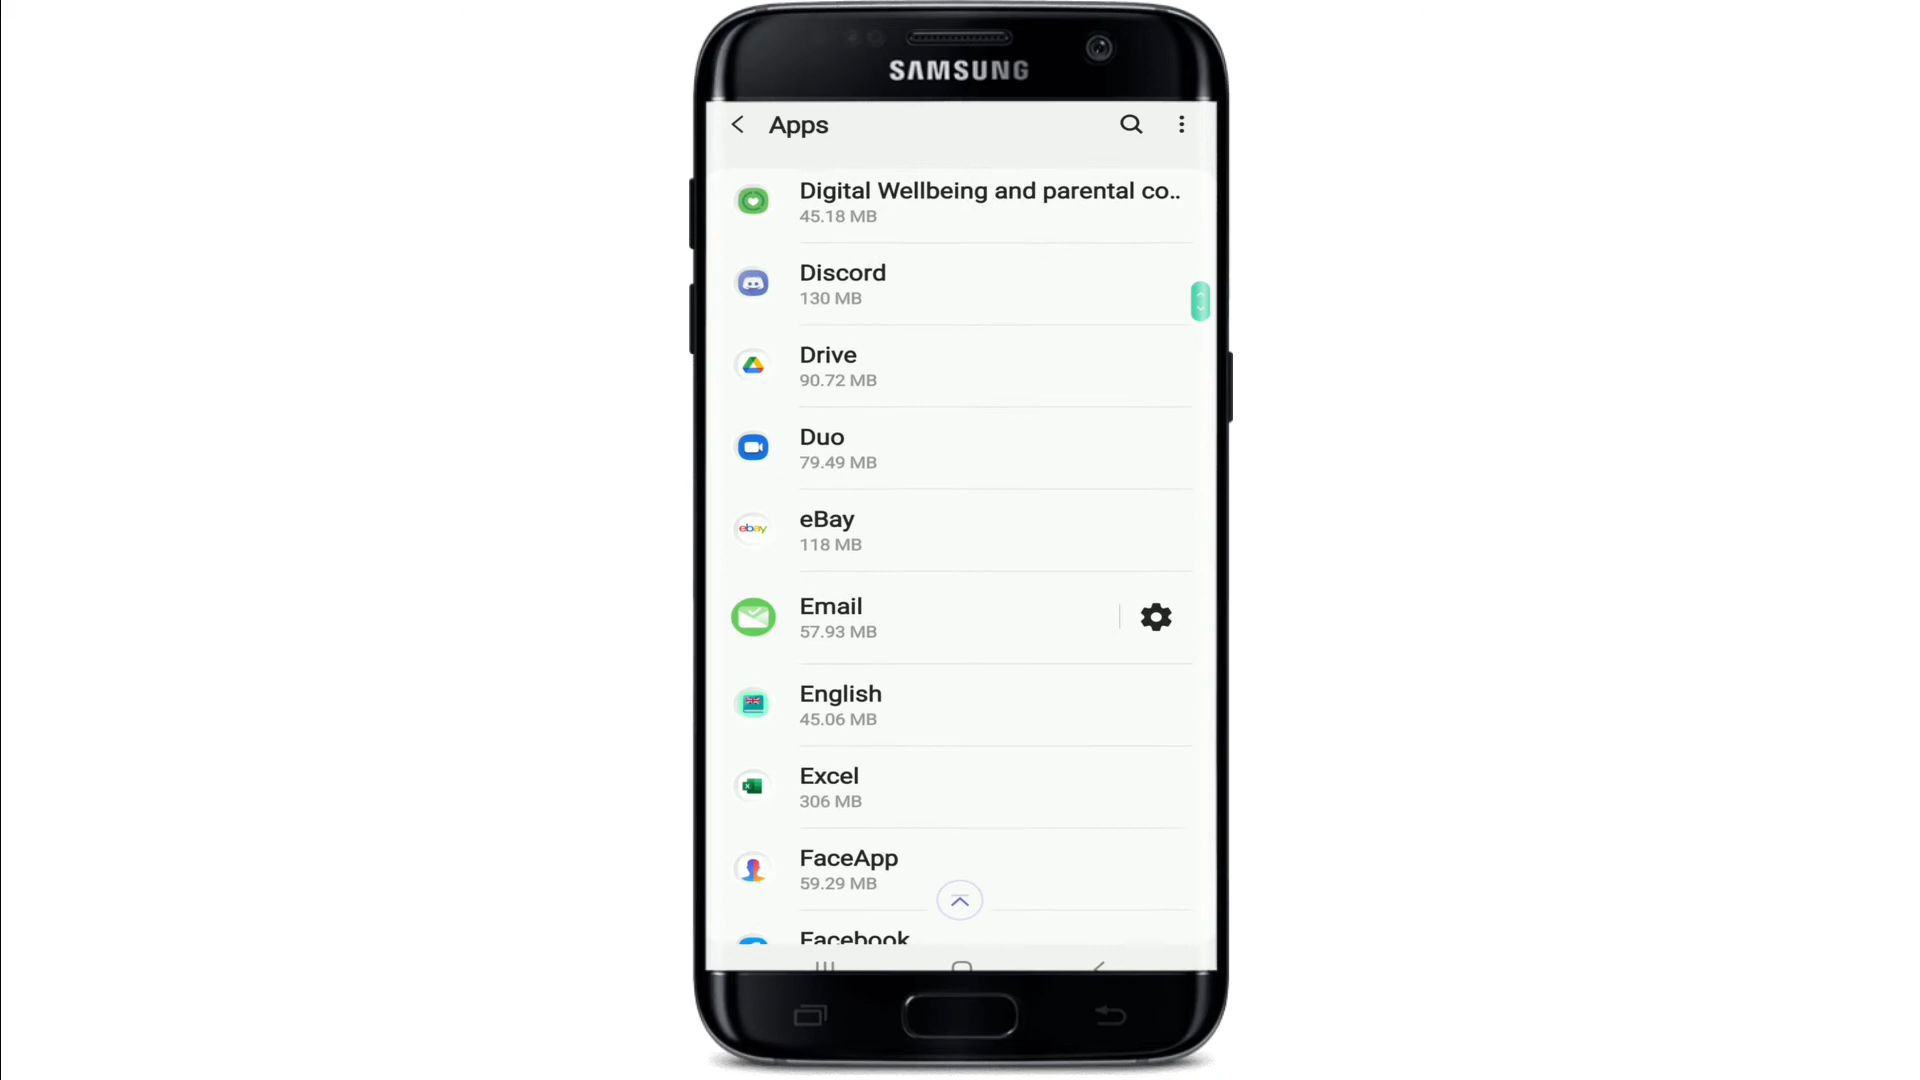 SAMSUNG
Apps
Digital Wellbeing and parental co..
45.18 MB
Discord
130 MB
Drive
90.72 MB
Duo
79.49 MB
eBay
ebay
118 MB
Email
57.93 MB
English
45.06 MB
Excel
306 MB
FaceApp
59.29 MB
Facebook